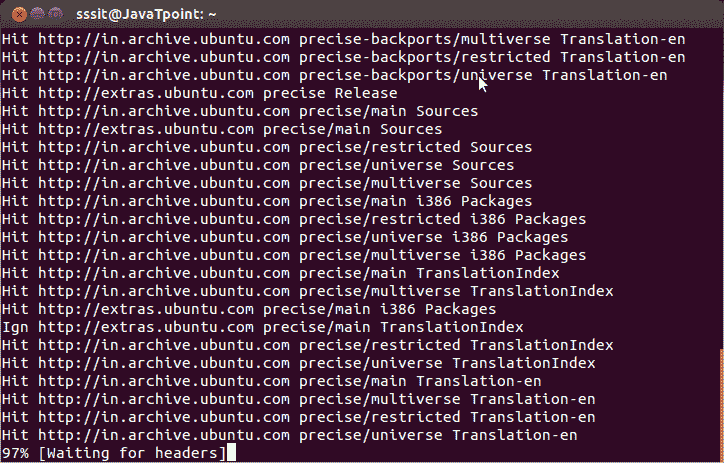 sssit@JavaTpoint: ~
Hit http://in.archive.ubuntu.com precise-backports/multiverse Translation-en
Hit http://in.archive.ubuntu.com precise-backports/restricted Translation-en
Hit http://in.archive.ubuntu.com precise-backports/universe Translation-en
Hit http://extras.ubuntu.com precise Release
Hit http://in.archive.ubuntu.com precise/main Sources
Hit http://extras.ubuntu.com precise/main Sources
Hit http://in.archive.ubuntu.com precise/restricted Sources
Hit http://in.archive.ubuntu.com precise/universe Sources
Hit http://in.archive.ubuntu.com precise/multiverse Sources
Hit http://in.archive.ubuntu.com precise/main i386 Packages
Hit http://in.archive.ubuntu.com precise/restricted i386 Packages
Hit http://in.archive.ubuntu.com precise/universe i386 Packages
Hit http://in.archive.ubuntu.com precise/multiverse i386 Packages
Hit http://in.archive.ubuntu.com precise/main TranslationIndex
Hit http://in.archive.ubuntu.com precise/multiverse TranslationIndex
Hit http://extras.ubuntu.com precise/main i386 Packages
Ign http://extras.ubuntu.com precise/main TranslationIndex
Hit http://in.archive.ubuntu.com precise/restricted TranslationIndex
Hit http://in.archive.ubuntu.com precise/universe TranslationIndex
Hit http://in.archive.ubuntu.com precise/main Translation-en
Hit http://in.archive.ubuntu.com precise/multiverse Translation-en
Hit http://in.archive.ubuntu.com precise/restricted Translation-en
Hit http://in.archive.ubuntu.com precise/universe Translation-en
97% [Waiting for headers]